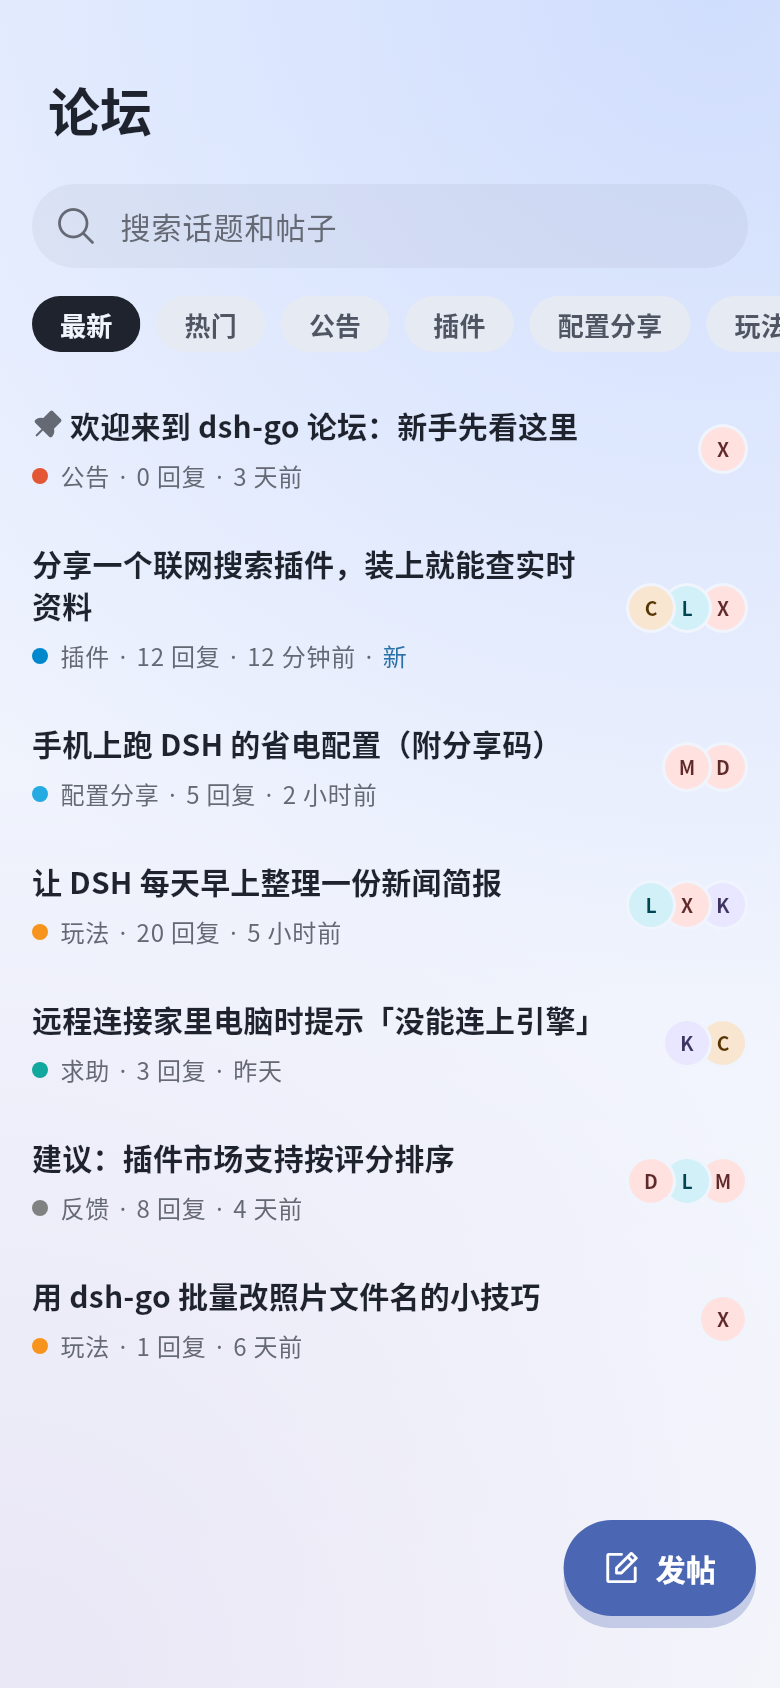 论坛
搜索话题和帖子
最新 热门 公告 插件 配置分享 玩法
欢迎来到 dsh-go 论坛：新手先看这里
X
公告 · 0 回复 · 3 天前
分享一个联网搜索插件，装上就能查实时
资料
C L X
插件 · 12 回复 · 12 分钟前 · 新
手机上跑 DSH 的省电配置（附分享码）
M D
配置分享 · 5 回复 · 2 小时前
让 DSH 每天早上整理一份新闻简报
L X K
玩法 · 20 回复 · 5 小时前
远程连接家里电脑时提示「没能连上引擎」
K C
求助 · 3 回复 · 昨天
建议：插件市场支持按评分排序
D L M
反馈 · 8 回复 · 4 天前
用 dsh-go 批量改照片文件名的小技巧
X
玩法 · 1 回复 · 6 天前
发帖